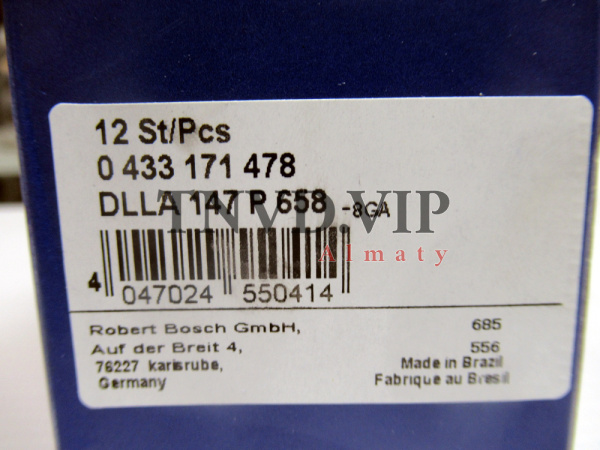 12 St/Pcs
0 433 171 478
DLLA 147 P 658 -8GA
TNVD VIP
Almaty
4 047024 550414
Robert Bosch GmbH,
Auf der Breit 4,
76227 karlsruhe,
Germany
685
556
Made in Brazil
Fabrique au Bresil